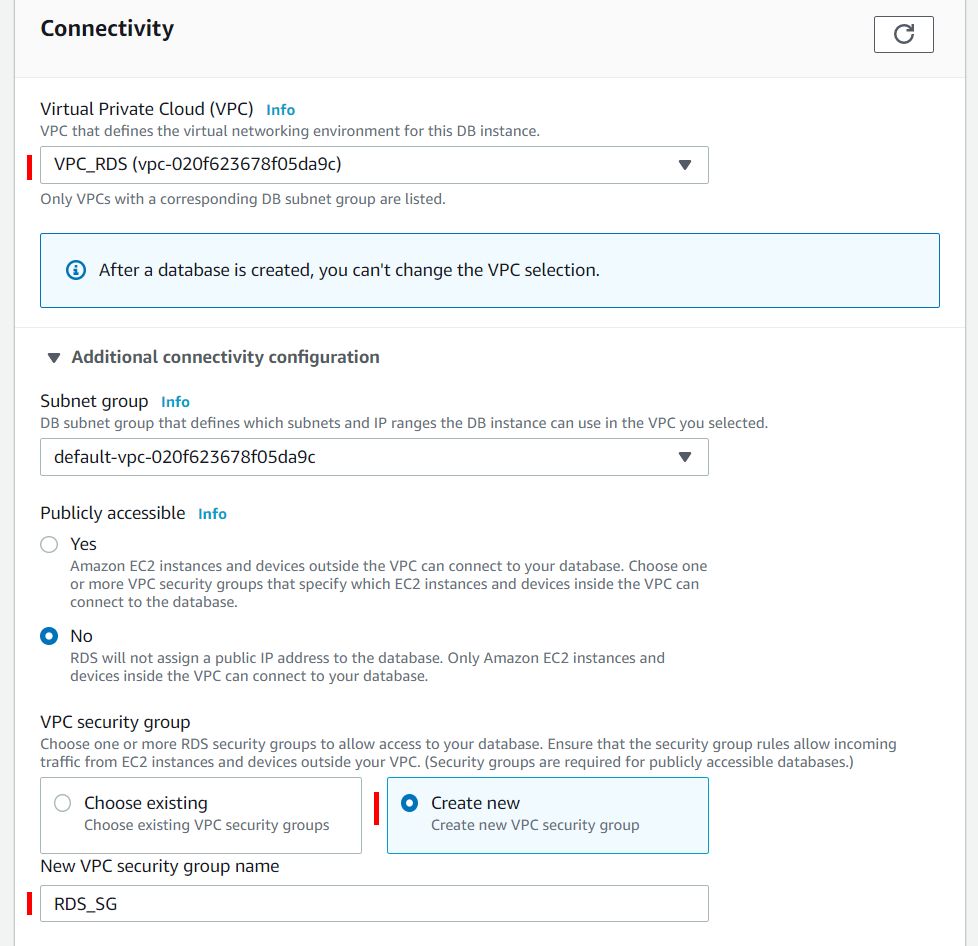 Connectivity
Virtual Private Cloud (VPC) Info
VPC that defines the virtual networking environment for this DB instance.
VPC_RDS (vpc-020f623678f05da9c)
Only VPCs with a corresponding DB subnet group are listed.
After a database is created, you can't change the VPC selection.
Additional connectivity configuration
Subnet group Info
DB subnet group that defines which subnets and IP ranges the DB instance can use in the VPC you selected.
default-vpc-020f623678f05da9c
Publicly accessible Info
Yes
Amazon EC2 instances and devices outside the VPC can connect to your database. Choose one
or more VPC security groups that specify which EC2 instances and devices inside the VPC can
connect to the database.
No
RDS will not assign a public IP address to the database. Only Amazon EC2 instances and
devices inside the VPC can connect to your database.
VPC security group
Choose one or more RDS security groups to allow access to your database. Ensure that the security group rules allow incoming
traffic from EC2 instances and devices outside your VPC. (Security groups are required for publicly accessible databases.)
Choose existing
Choose existing VPC security groups
Create new
Create new VPC security group
New VPC security group name
RDS_SG